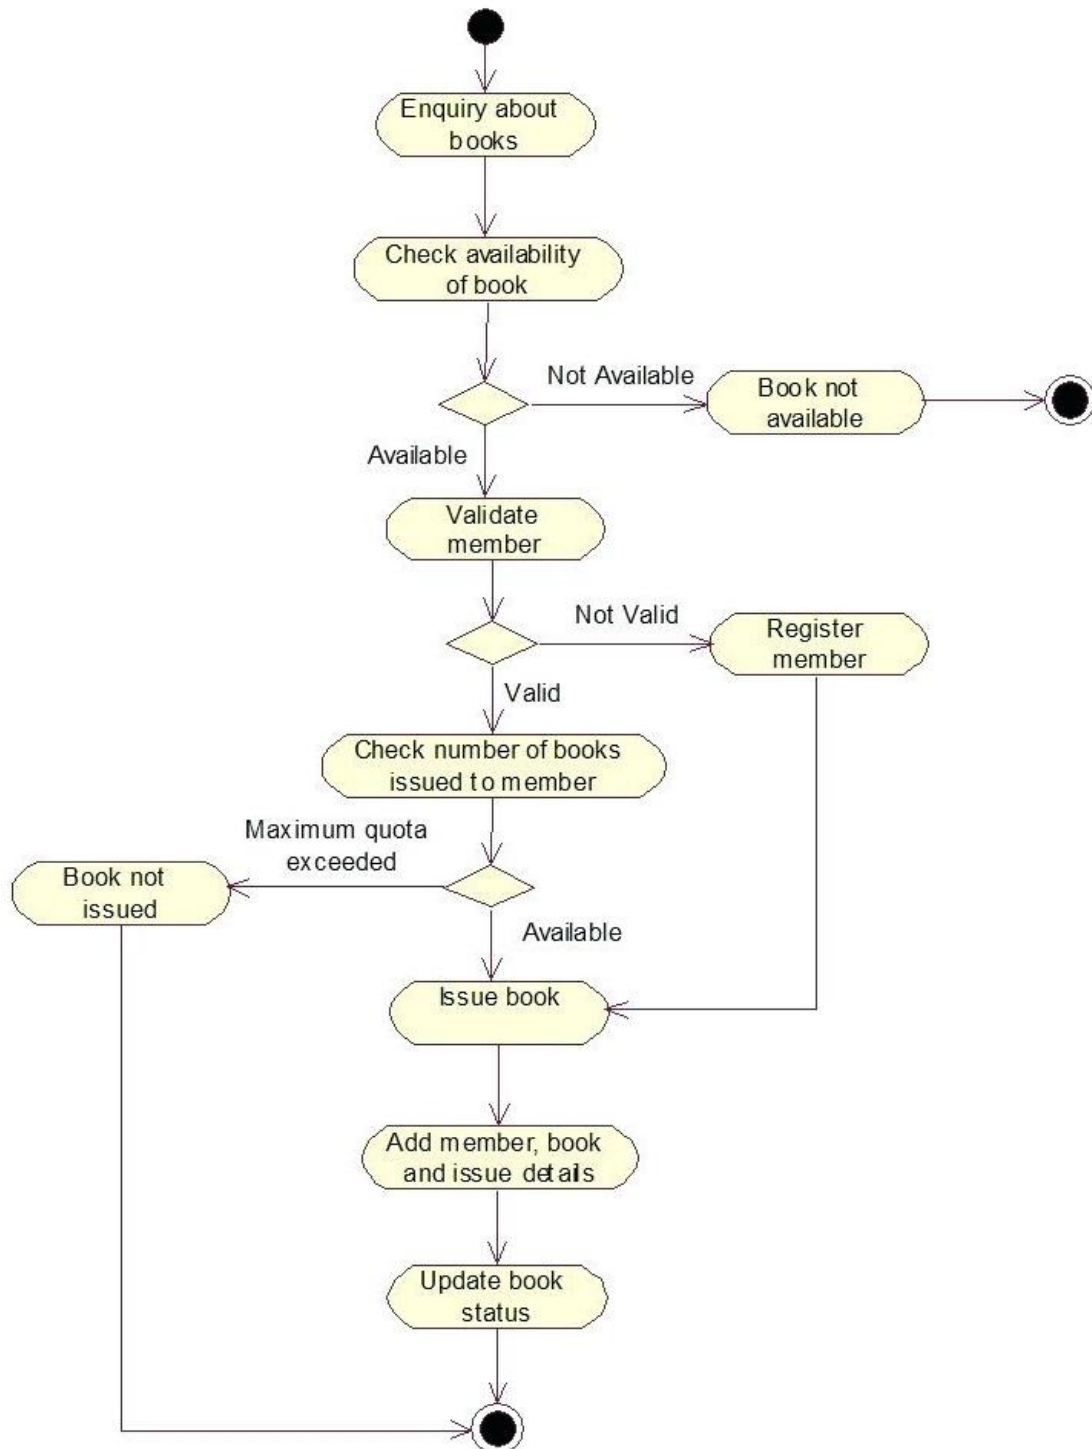 Enquiry about
books
Check availability
of book
Not Available
Book not
available
Available
Validate
member
Not Valid
Register
member
Valid
Check number of books
issued to member
Maximum quota
exceeded
Book not
issued
Available
Issue book
Add member, book
and issue details
Update book
status